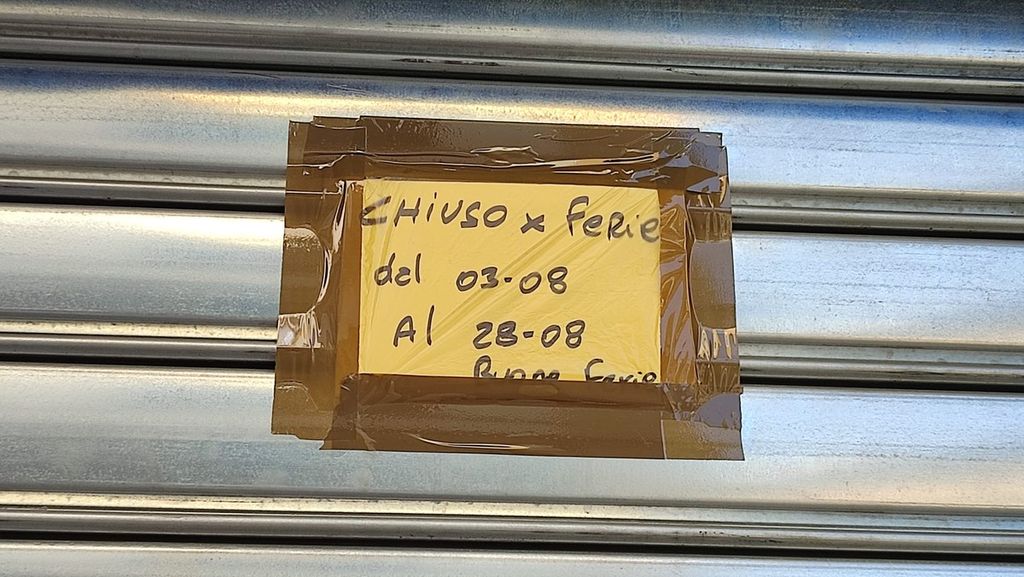 CHiUSO x FeRie
del 03-08
Al 28-08
Buone Ferie